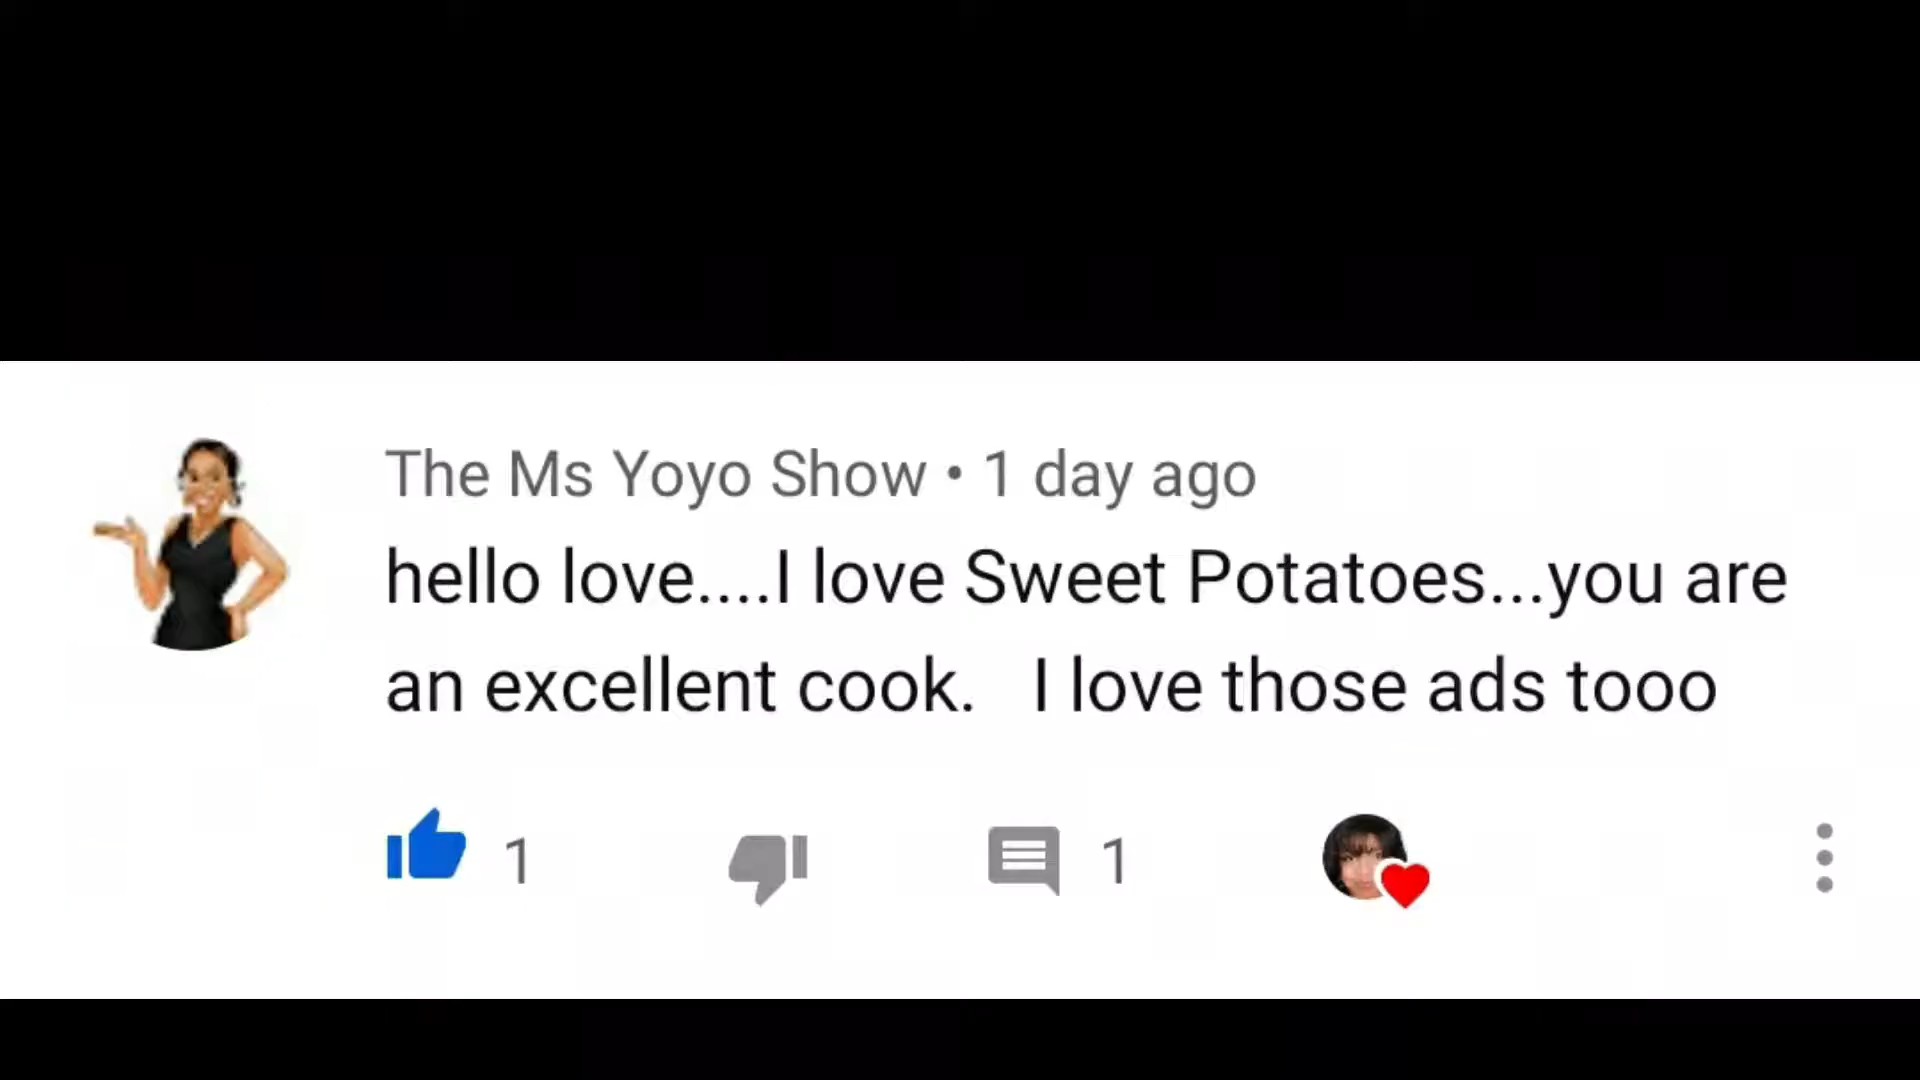 The Ms Yoyo Show • 1 day ago
hello love....I love Sweet Potatoes...you are
an excellent cook.   I love those ads tooo
1 1